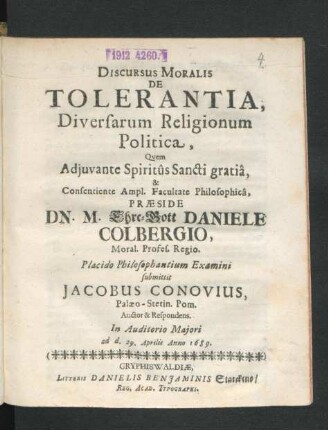 1912 4260.
4.
DISCURSUS MORALIS
DE
TOLERANTIA,
Diversarum Religionum
Politica,
Qvem
Adjuvante Spiritûs Sancti gratiâ,
&
Consentiente Ampl. Facultate Philosophicâ,
PRÆSIDE
DN. M. Ehre-Gott DANIELE
COLBERGIO,
Moral. Profes. Regio.
Placido Philosophantium Examini
submittit
JACOBUS CONOVIUS,
Palæo-Stetin. Pom.
Auctor & Respondens.
In Auditorio Majori
ad d. 29. Aprilis Anno 1689.
GRYPHISWALDIÆ,
LITTERIS DANIELIS BENJAMINIS Starckens/
REG. ACAD. TYPOGRAPHI.